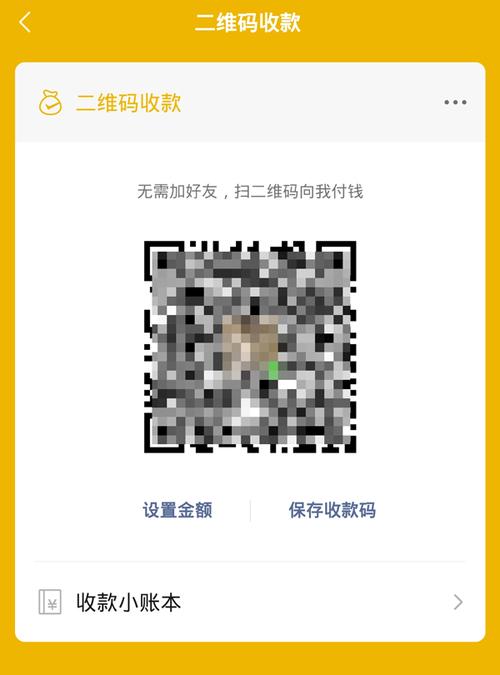 二维码收款
二维码收款
无需加好友，扫二维码向我付钱
设置金额
保存收款码
¥
收款小账本